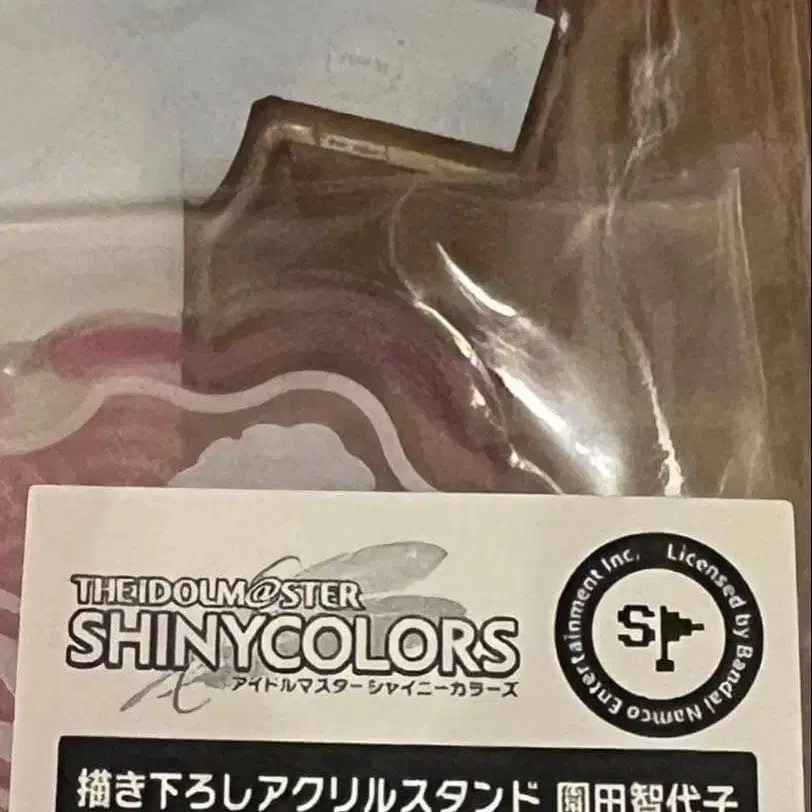 THE IDOLM@STER
SHINYCOLORS
アイドルマスター シャイニーカラーズ
Licensed by Bandai Namco Entertainment Inc.
S
描き下ろしアクリルスタンド 園田智代子